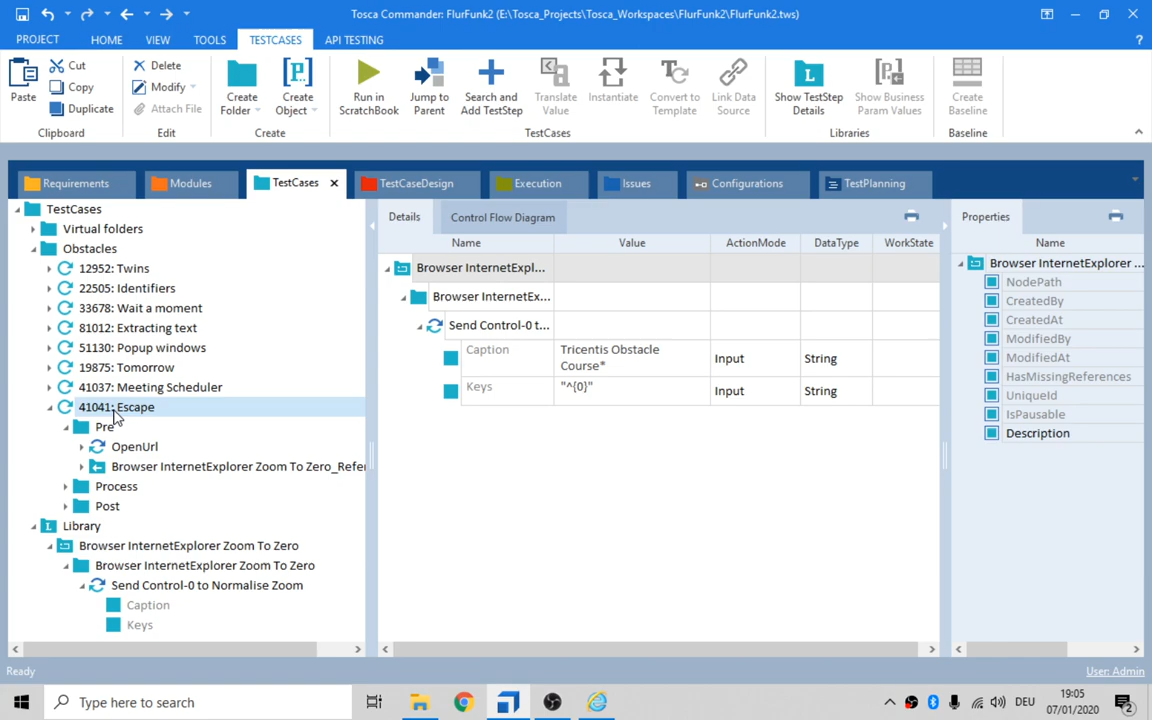 Tosca Commander: FlurFunk2 (E:\Tosca_Projects\Tosca_Workspaces\FlurFunk2\FlurFunk2.tws)
PROJECT HOME VIEW TOOLS TESTCASES API TESTING ?
Paste
Cut
Copy
Duplicate
Clipboard
Delete
Modify
Attach File
Edit
Create Folder
Create Object
Create
Run in ScratchBook
Jump to Parent
Search and Add TestStep
Translate Value
Instantiate
Convert to Template
Link Data Source
TestCases
Show TestStep Details
Show Business Param Values
Libraries
Create Baseline
Baseline
Requirements Modules TestCases TestCaseDesign Execution Issues Configurations TestPlanning
TestCases
Virtual folders
Obstacles
12952: Twins
22505: Identifiers
33678: Wait a moment
81012: Extracting text
51130: Popup windows
19875: Tomorrow
41037: Meeting Scheduler
41041: Escape
Pre
OpenUrl
Browser InternetExplorer Zoom To Zero_Refer
Process
Post
Library
Browser InternetExplorer Zoom To Zero
Browser InternetExplorer Zoom To Zero
Send Control-0 to Normalise Zoom
Caption
Keys
Details Control Flow Diagram
Name Value ActionMode DataType WorkState
Browser InternetExpl...
Browser InternetEx...
Send Control-0 t...
Caption Tricentis Obstacle Course* Input String
Keys "^{0}" Input String
Properties
Name
Browser InternetExplorer ...
NodePath
CreatedBy
CreatedAt
ModifiedBy
ModifiedAt
HasMissingReferences
UniqueId
IsPausable
Description
Ready
User: Admin
Type here to search
DEU
19:05
07/01/2020
2